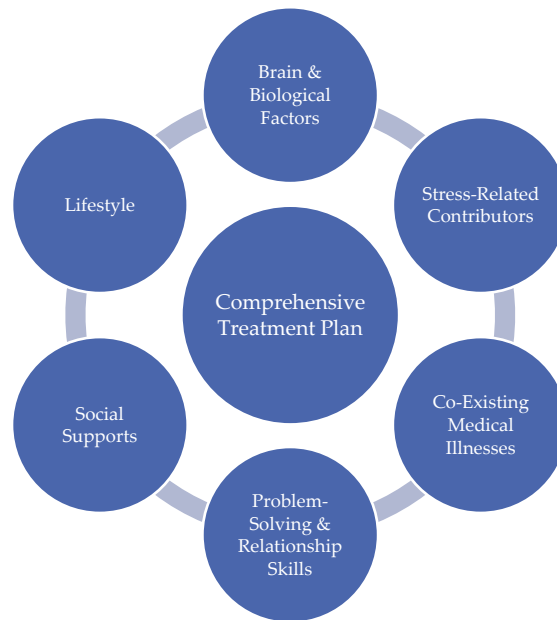 Brain &
Biological
Factors
Stress-Related
Contributors
Lifestyle
Comprehensive
Treatment Plan
Co-Existing
Medical
Illnesses
Social
Supports
Problem-
Solving &
Relationship
Skills